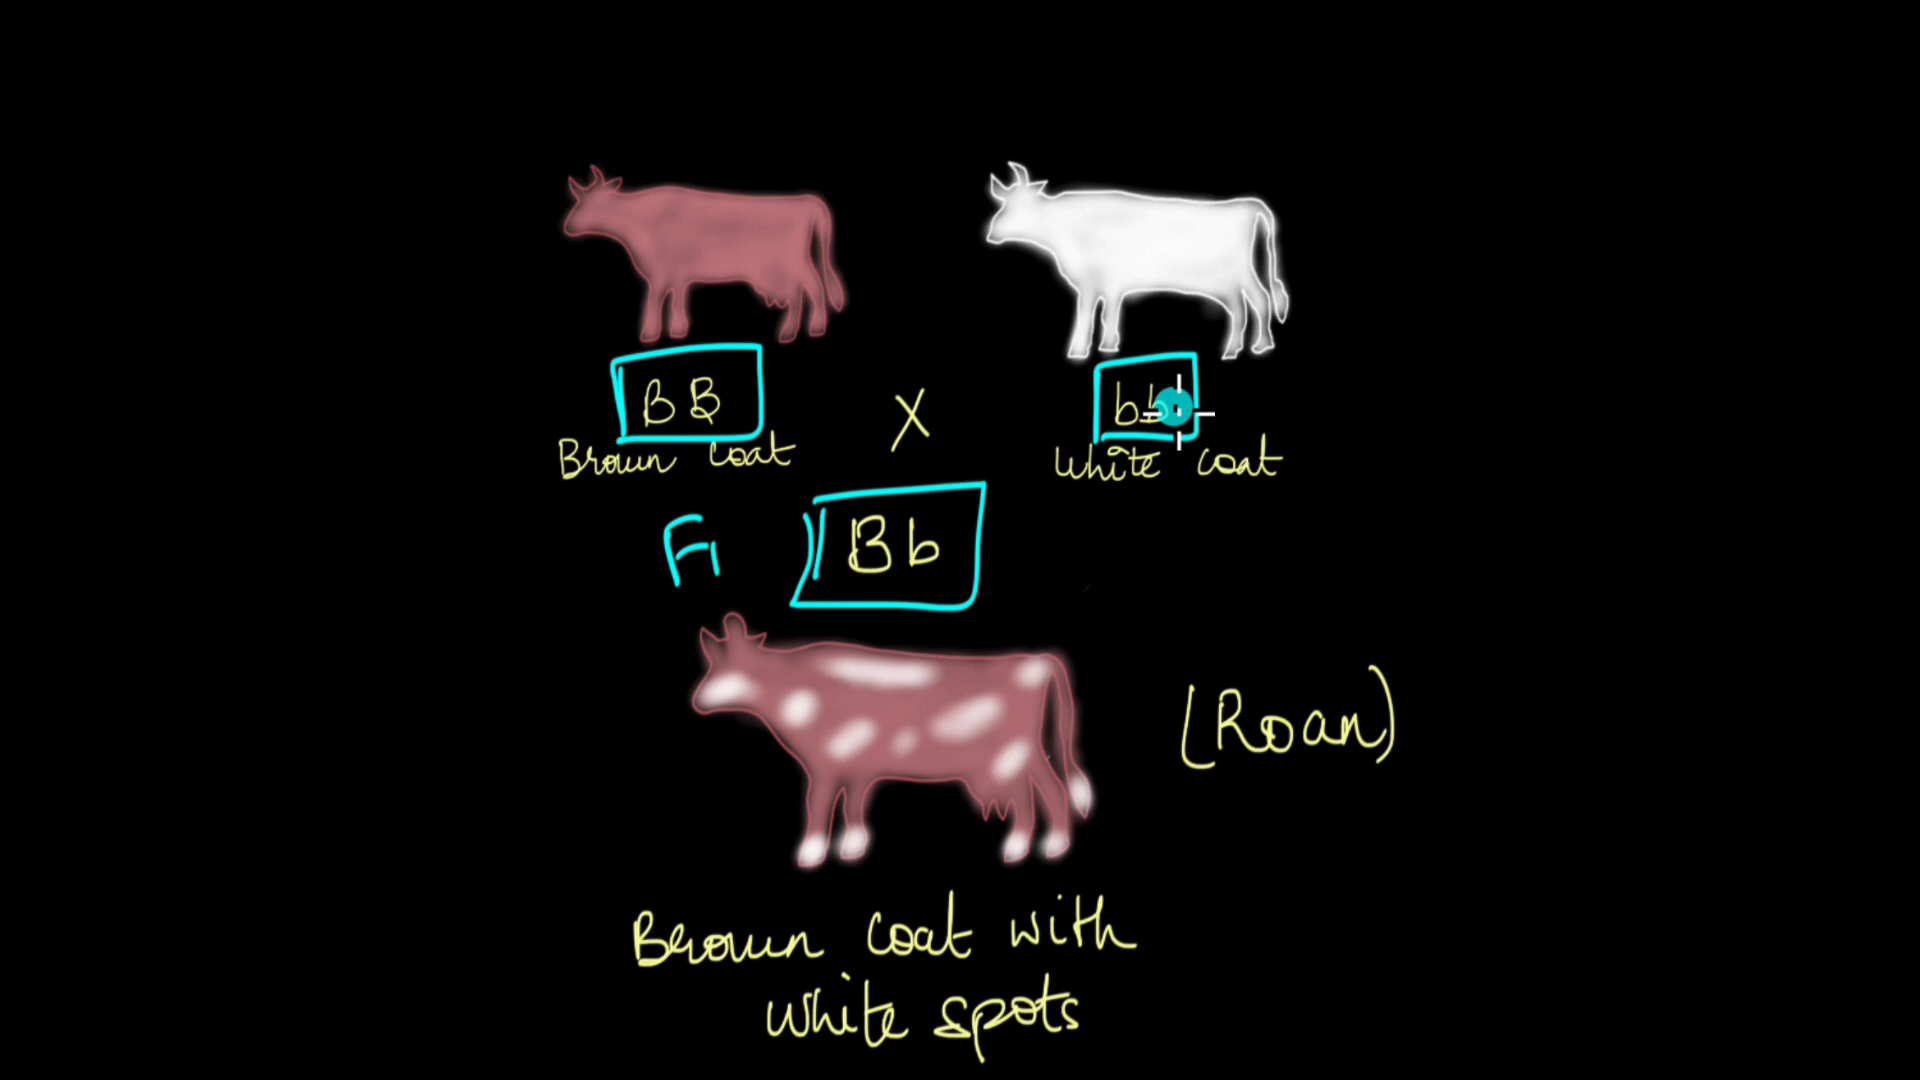 BB
Brown coat
X
bb
White coat
F1
Bb
(Roan)
Brown coat with
white spots